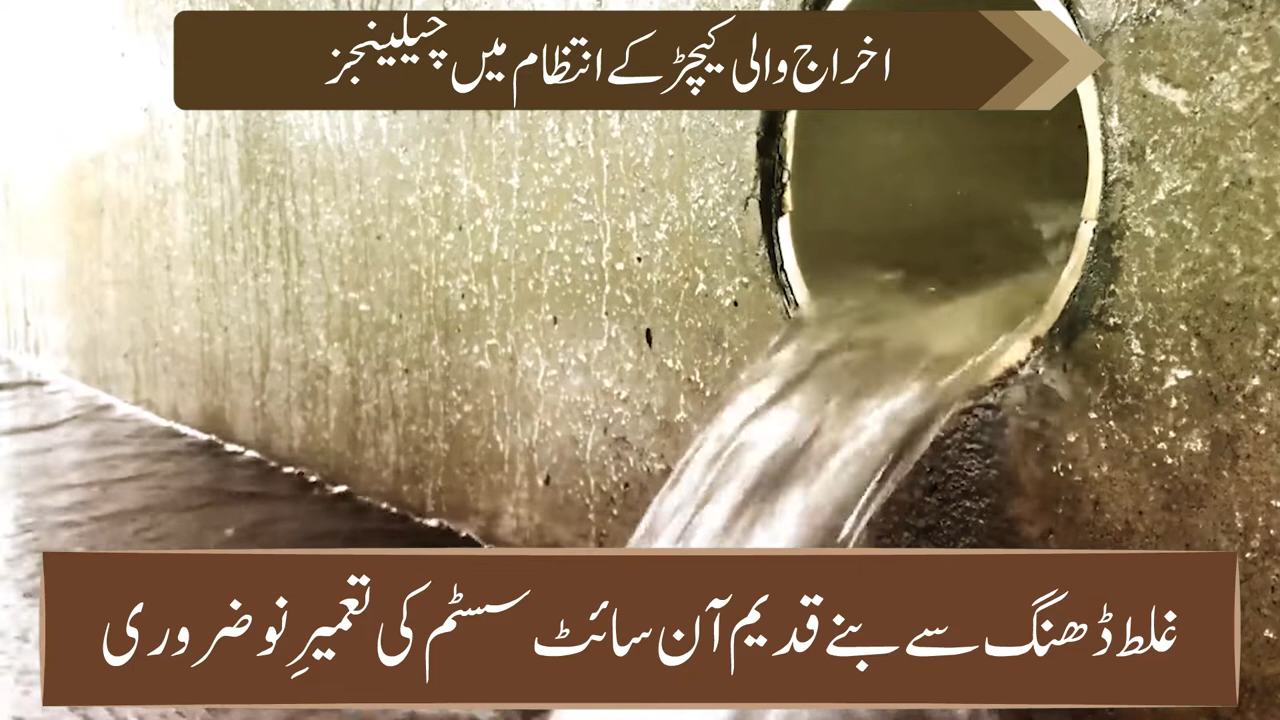 اخراج والی کیچڑ کے انتظام میں چیلینجز
غلط ڈھنگ سے بنے قدیم آن سائٹ سسٹم کی تعمیرِ نو ضروری